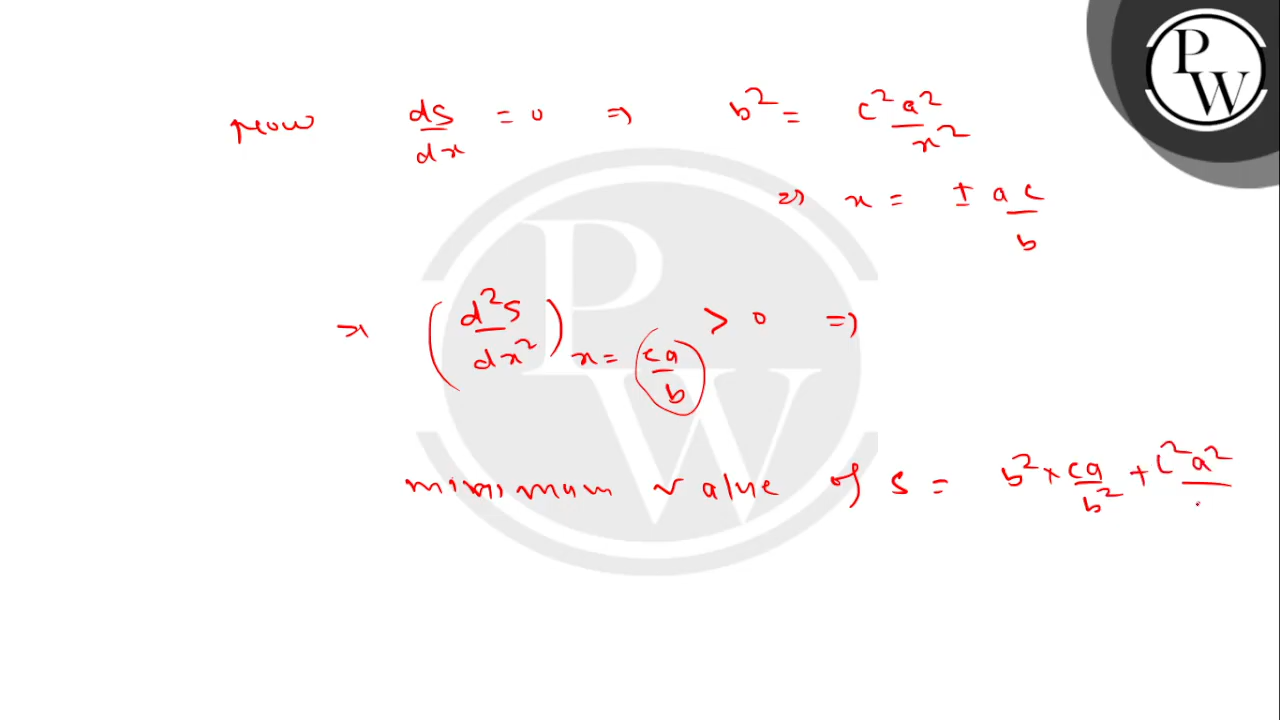 PW
Now ds/dx = 0 ⇒ b² = c²a²/x²
⇒ x = ± ac/b
⇒ (d²s/dx²) x = ca/b > 0 ⇒
minimum value of s = b² × ca/b² + c²a²/